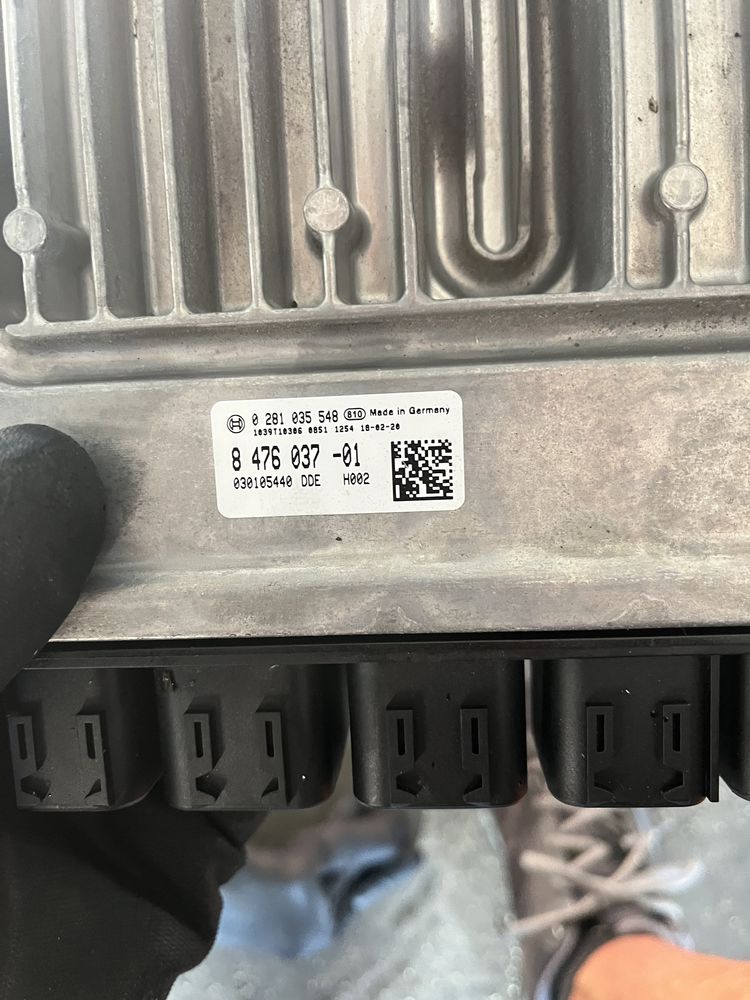 0 281 035 548 810 Made in Germany
1039T10306 0851 1254 18-02-20
8 476 037 -01
030105440 DDE H002